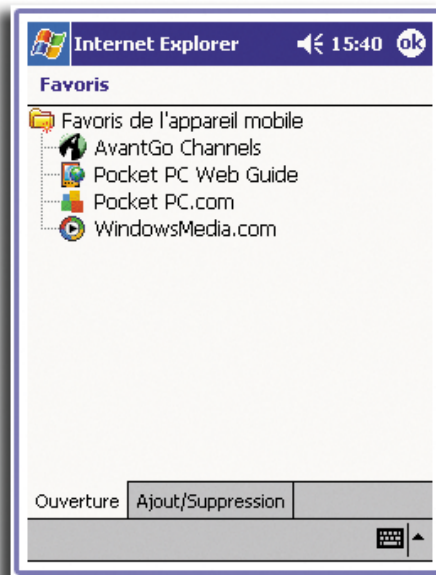 Internet Explorer 15:40 ok
Favoris
Favoris de l'appareil mobile
AvantGo Channels
Pocket PC Web Guide
Pocket PC.com
WindowsMedia.com
Ouverture Ajout/Suppression